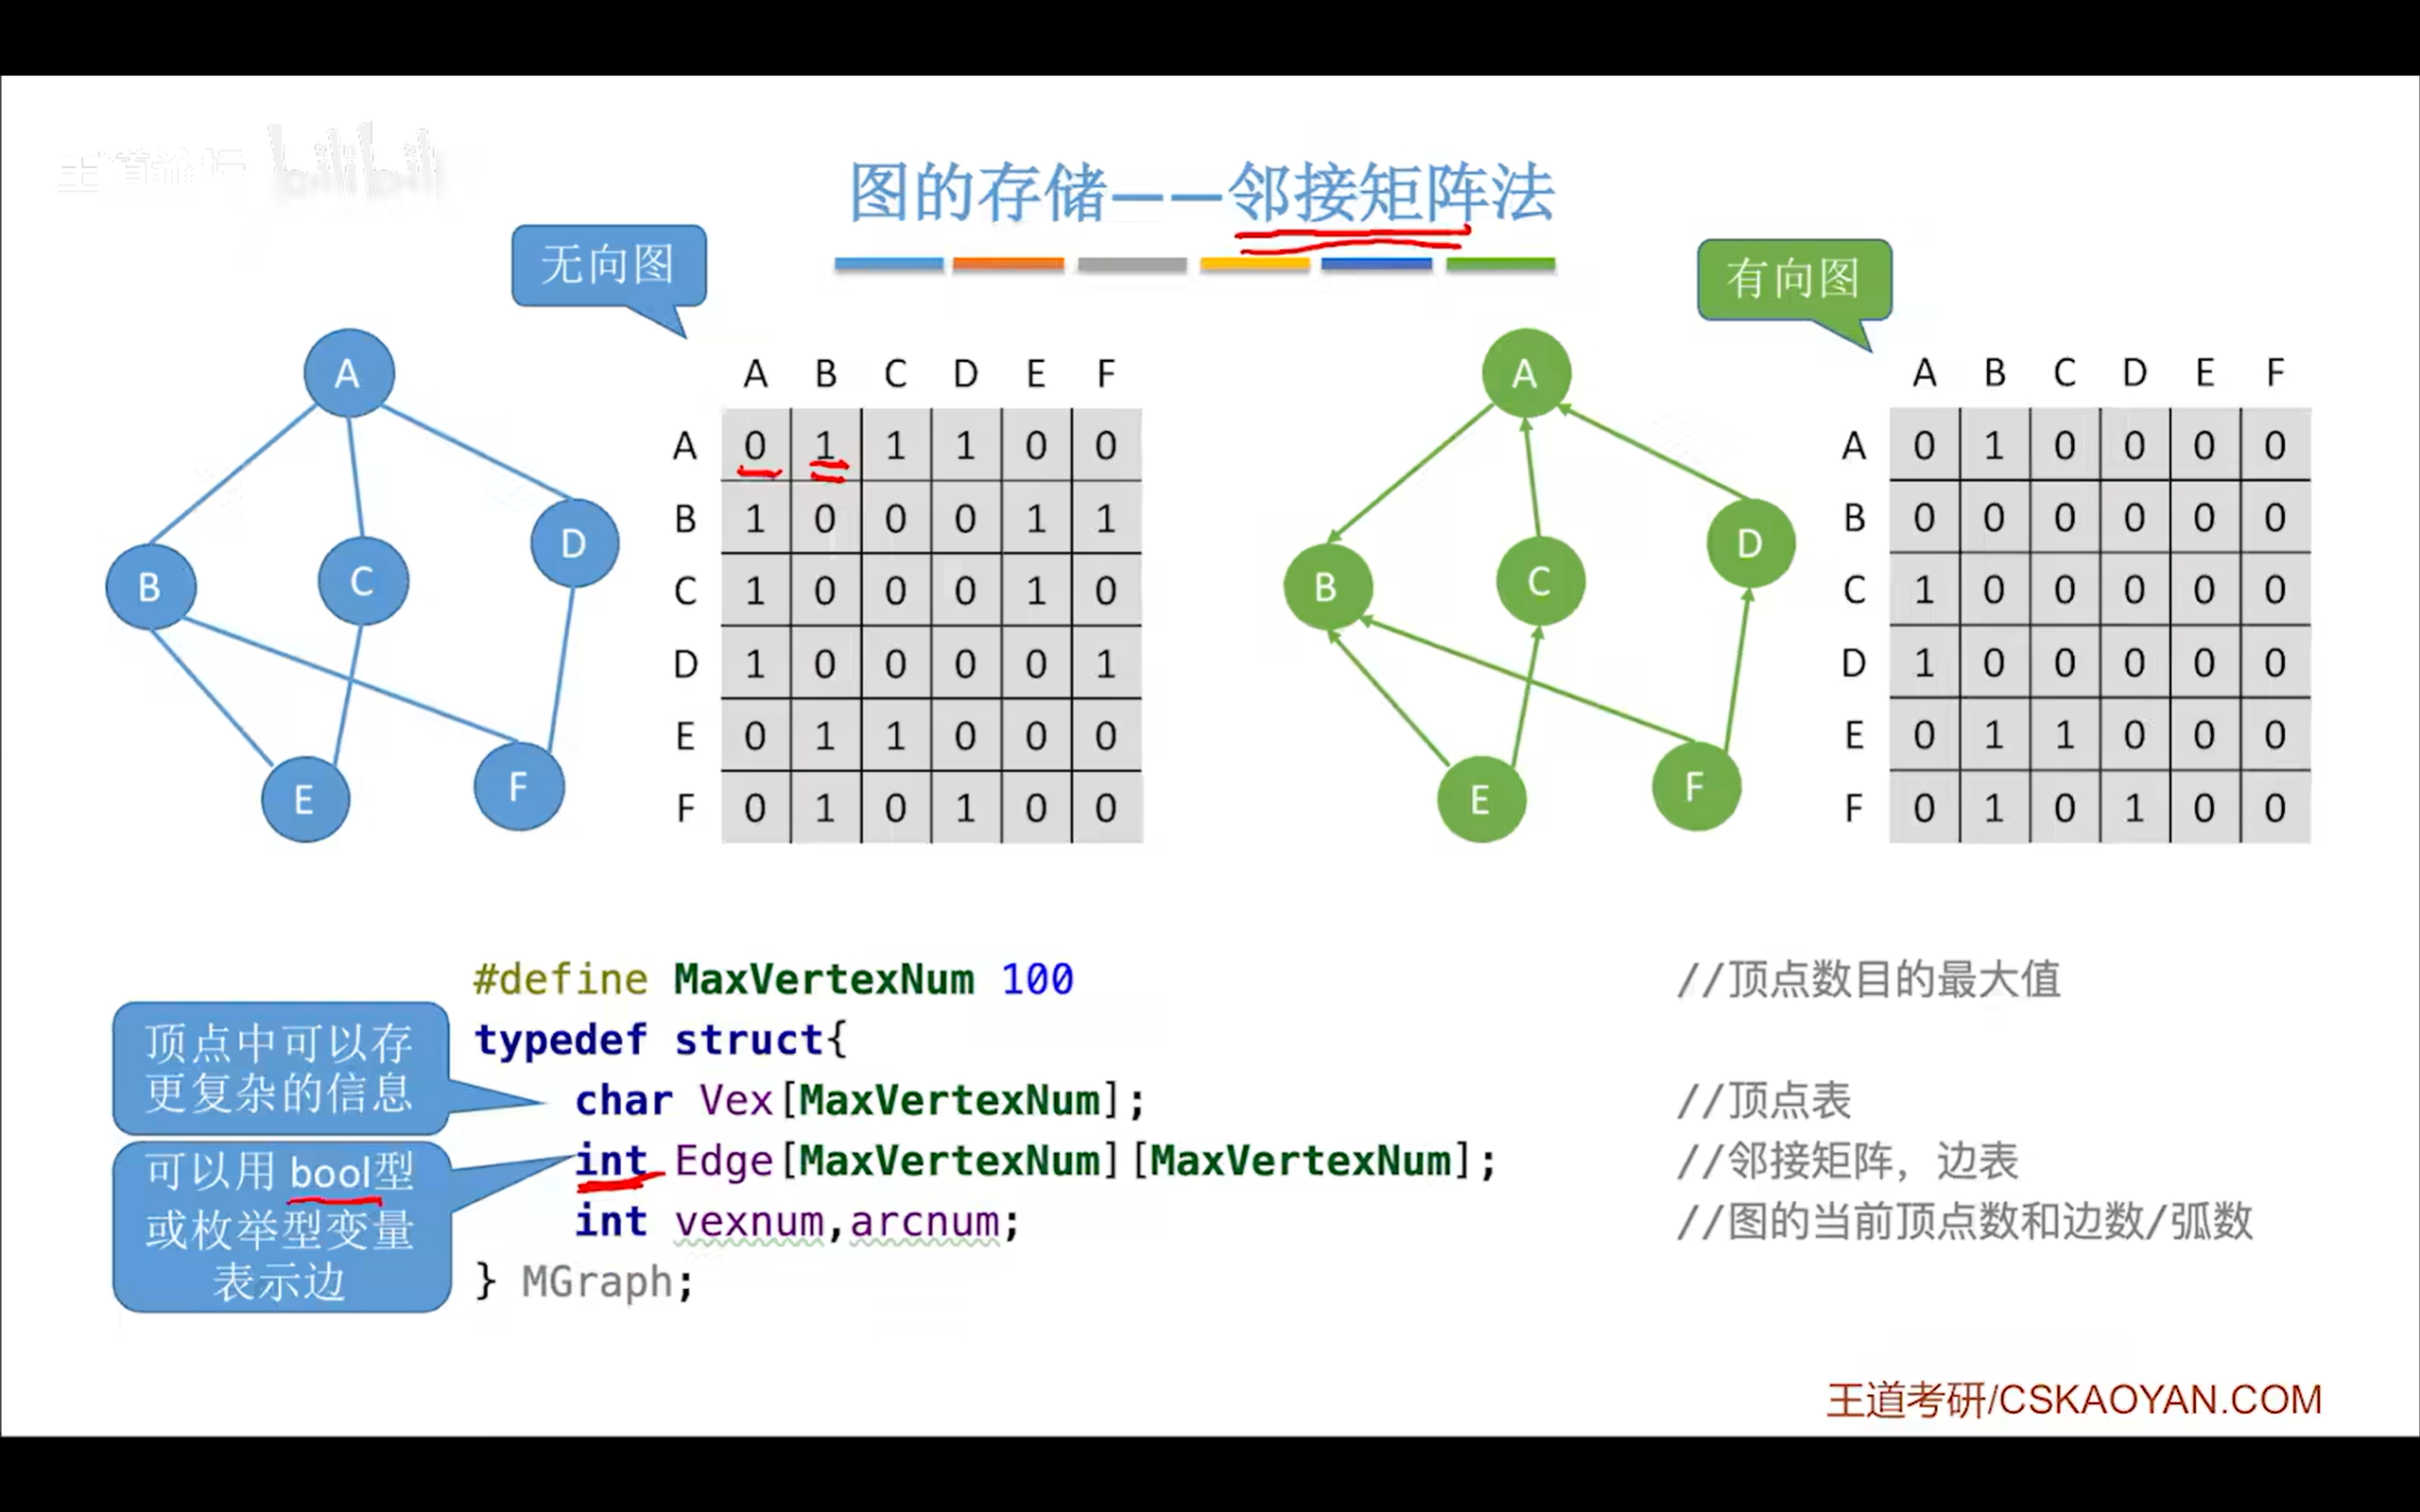 图的存储——邻接矩阵法
无向图
有向图
A
B
C
D
E
F
A B C D E F
A 0 1 1 1 0 0
B 1 0 0 0 1 1
C 1 0 0 0 1 0
D 1 0 0 0 0 1
E 0 1 1 0 0 0
F 0 1 0 1 0 0
A
B
C
D
E
F
A B C D E F
A 0 1 0 0 0 0
B 0 0 0 0 0 0
C 1 0 0 0 0 0
D 1 0 0 0 0 0
E 0 1 1 0 0 0
F 0 1 0 1 0 0
#define MaxVertexNum 100 //顶点数目的最大值
typedef struct{
char Vex[MaxVertexNum]; //顶点表
int Edge[MaxVertexNum][MaxVertexNum]; //邻接矩阵，边表
int vexnum,arcnum; //图的当前顶点数和边数/弧数
} MGraph;
顶点中可以存
更复杂的信息
可以用 bool型
或枚举型变量
表示边
王道考研/CSKAOYAN.COM